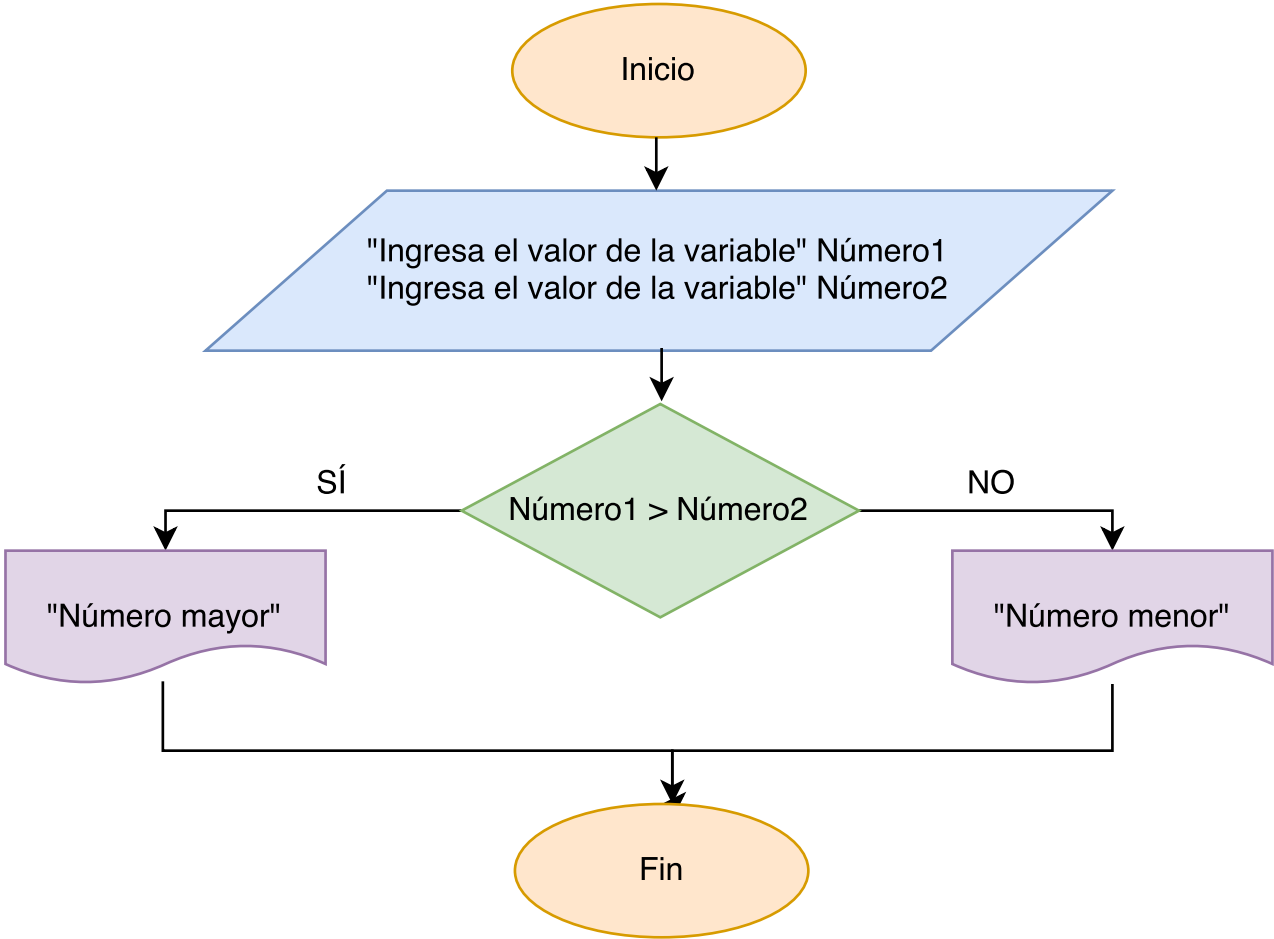 Inicio
"Ingresa el valor de la variable" Número1
"Ingresa el valor de la variable" Número2
SÍ
NO
Número1 > Número2
"Número mayor"
"Número menor"
Fin